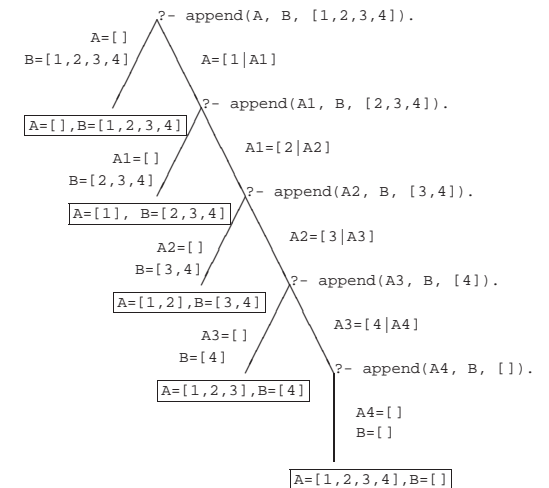 ?- append(A, B, [1,2,3,4]).
A=[]
B=[1,2,3,4]
A=[1|A1]
?- append(A1, B, [2,3,4]).
A=[],B=[1,2,3,4]
A1=[]
B=[2,3,4]
A1=[2|A2]
?- append(A2, B, [3,4]).
A=[1], B=[2,3,4]
A2=[]
B=[3,4]
A2=[3|A3]
?- append(A3, B, [4]).
A=[1,2],B=[3,4]
A3=[]
B=[4]
A3=[4|A4]
?- append(A4, B, []).
A=[1,2,3],B=[4]
A4=[]
B=[]
A=[1,2,3,4],B=[]